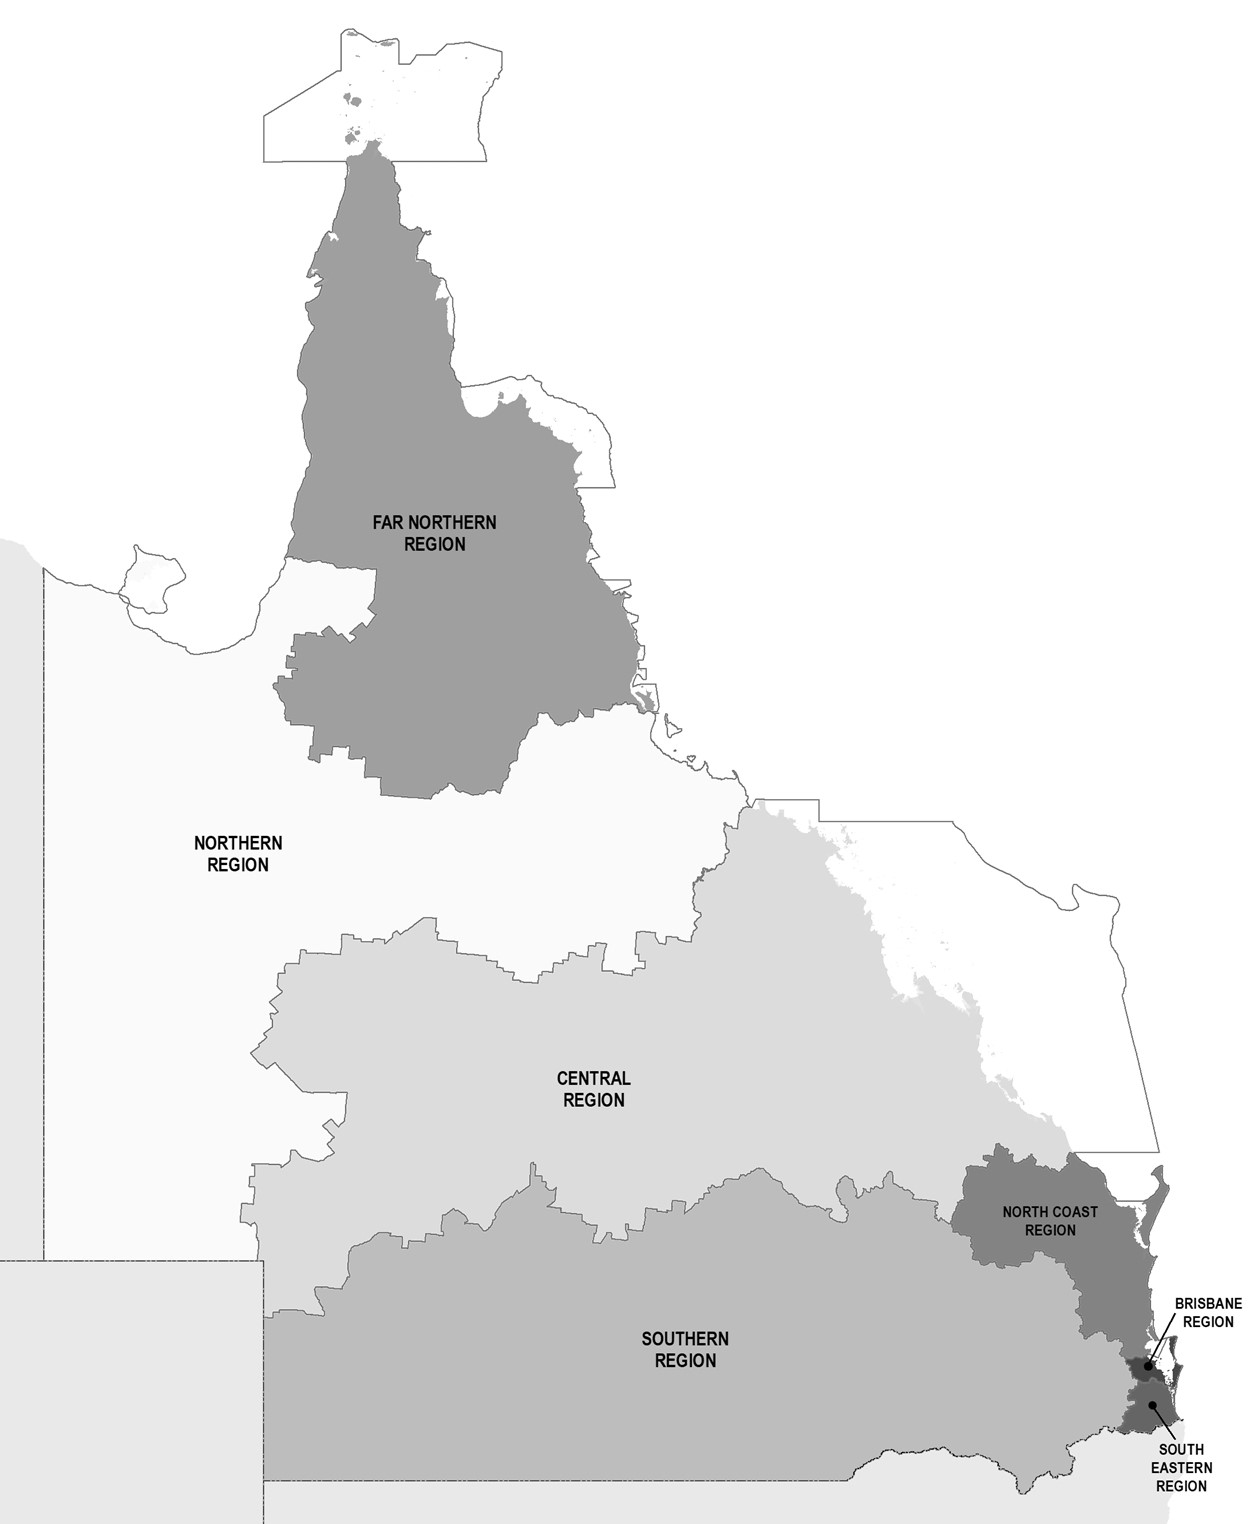 FAR NORTHERN
REGION
NORTHERN
REGION
CENTRAL
REGION
NORTH COAST
REGION
BRISBANE
REGION
SOUTHERN
REGION
SOUTH
EASTERN
REGION